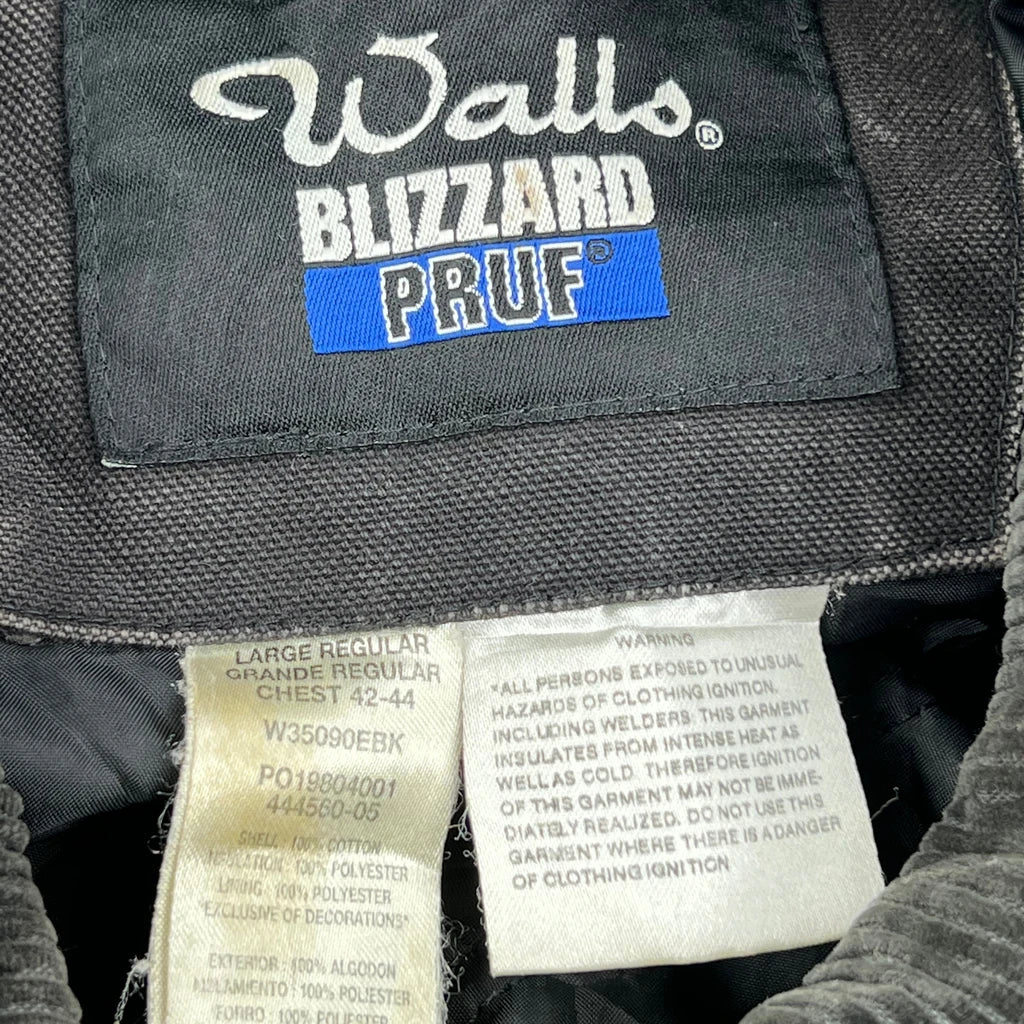 Walls®
BLIZZARD
PRUF®
LARGE REGULAR
GRANDE REGULAR
CHEST 42-44
W35090EBK
PO19804001
444560-05
SHELL: 100% COTTON
INSULATION: 100% POLYESTER
LINING: 100% POLYESTER
*EXCLUSIVE OF DECORATIONS*
EXTERIOR: 100% ALGODON
AISLAMIENTO: 100% POLIESTER
FORRO: 100% POLIESTER
WARNING
*ALL PERSONS EXPOSED TO UNUSUAL
HAZARDS OF CLOTHING IGNITION,
INCLUDING WELDERS: THIS GARMENT
INSULATES FROM INTENSE HEAT AS
WELL AS COLD. THEREFORE IGNITION
OF THIS GARMENT MAY NOT BE IMME-
DIATELY REALIZED. DO NOT USE THIS
GARMENT WHERE THERE IS A DANGER
OF CLOTHING IGNITION